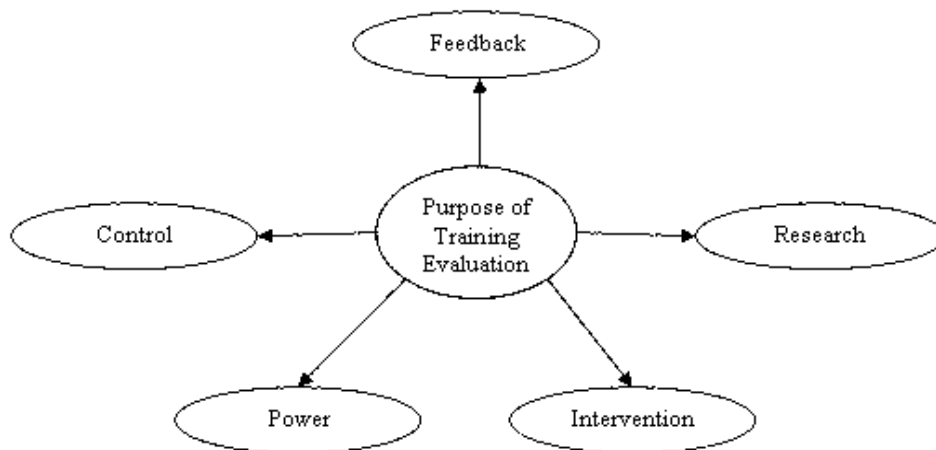 Feedback
Control
Purpose of
Training
Evaluation
Research
Power
Intervention